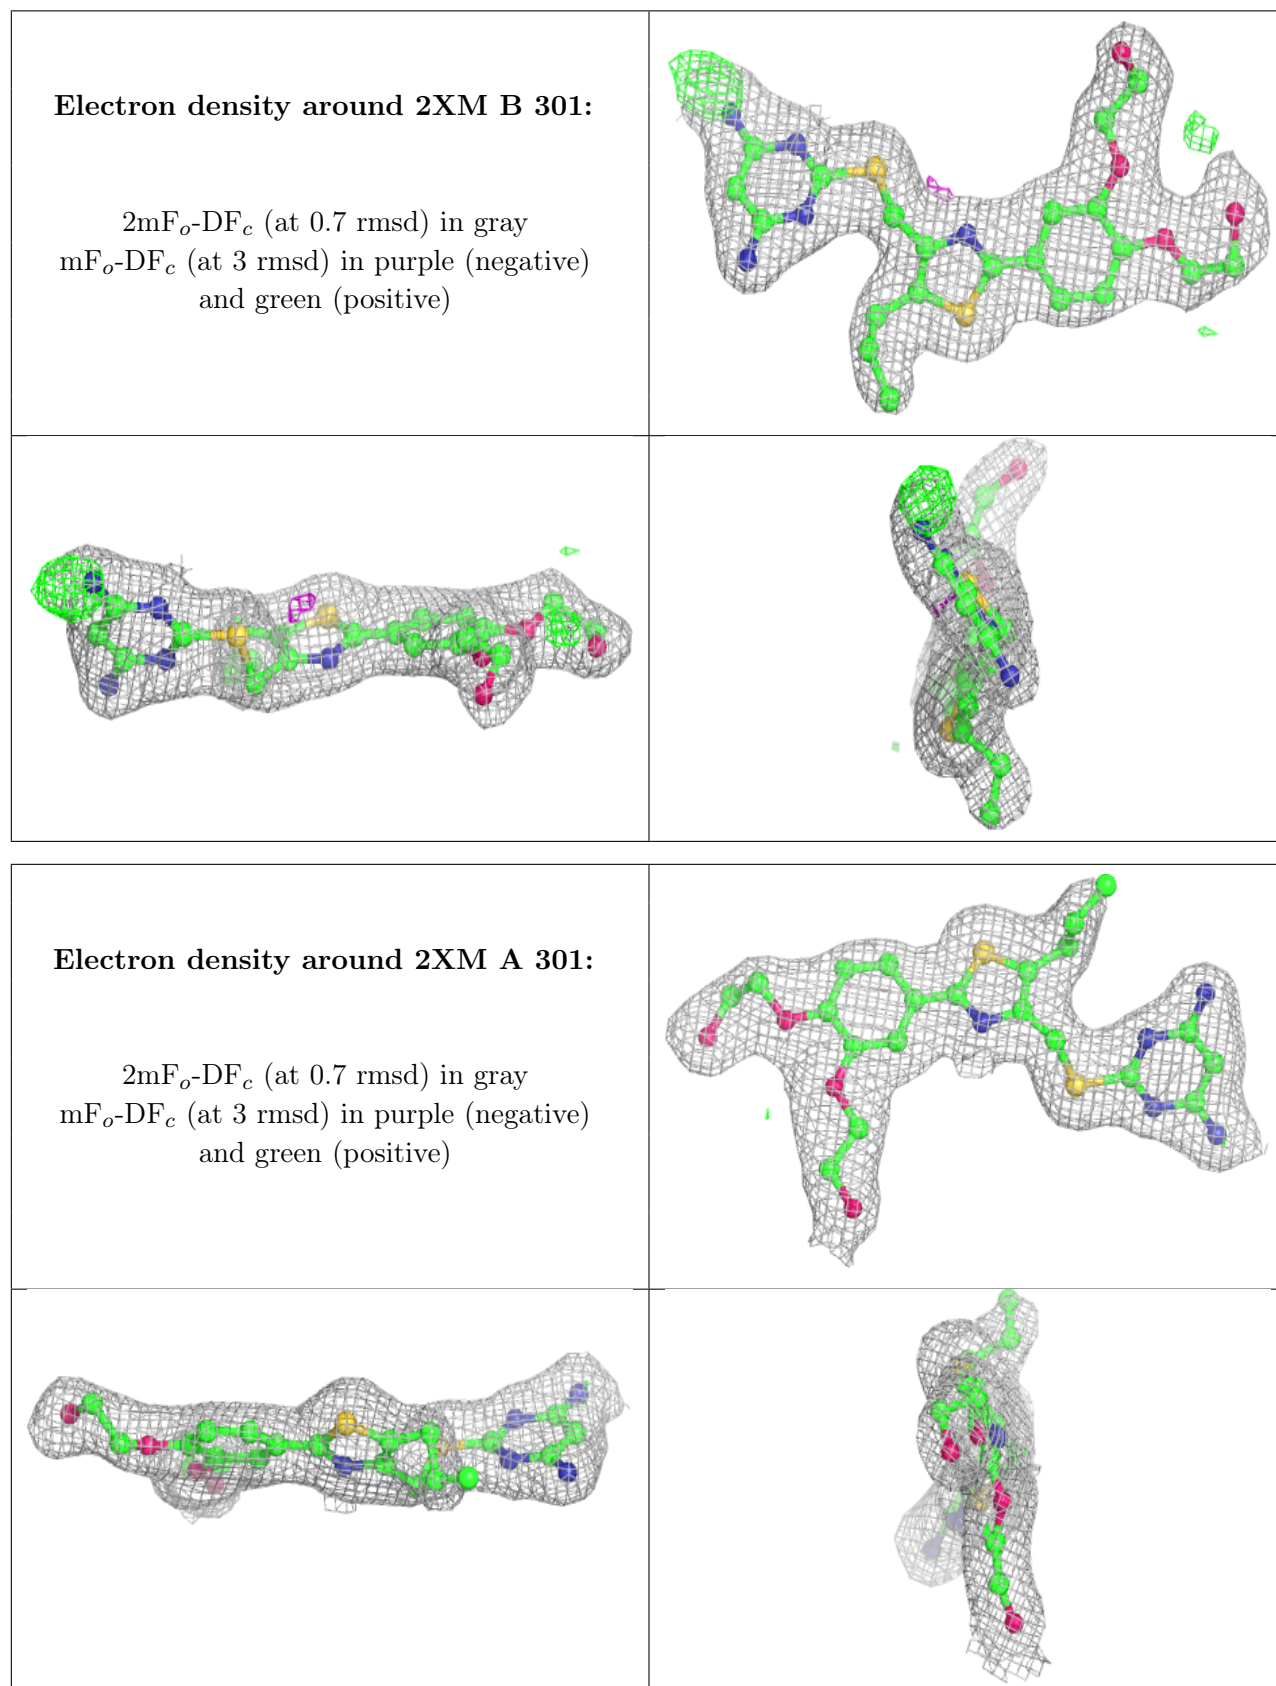 Electron density around 2XM B 301:
2mFₒ-DF𝒸 (at 0.7 rmsd) in gray
mFₒ-DF𝒸 (at 3 rmsd) in purple (negative)
and green (positive)
Electron density around 2XM A 301:
2mFₒ-DF𝒸 (at 0.7 rmsd) in gray
mFₒ-DF𝒸 (at 3 rmsd) in purple (negative)
and green (positive)